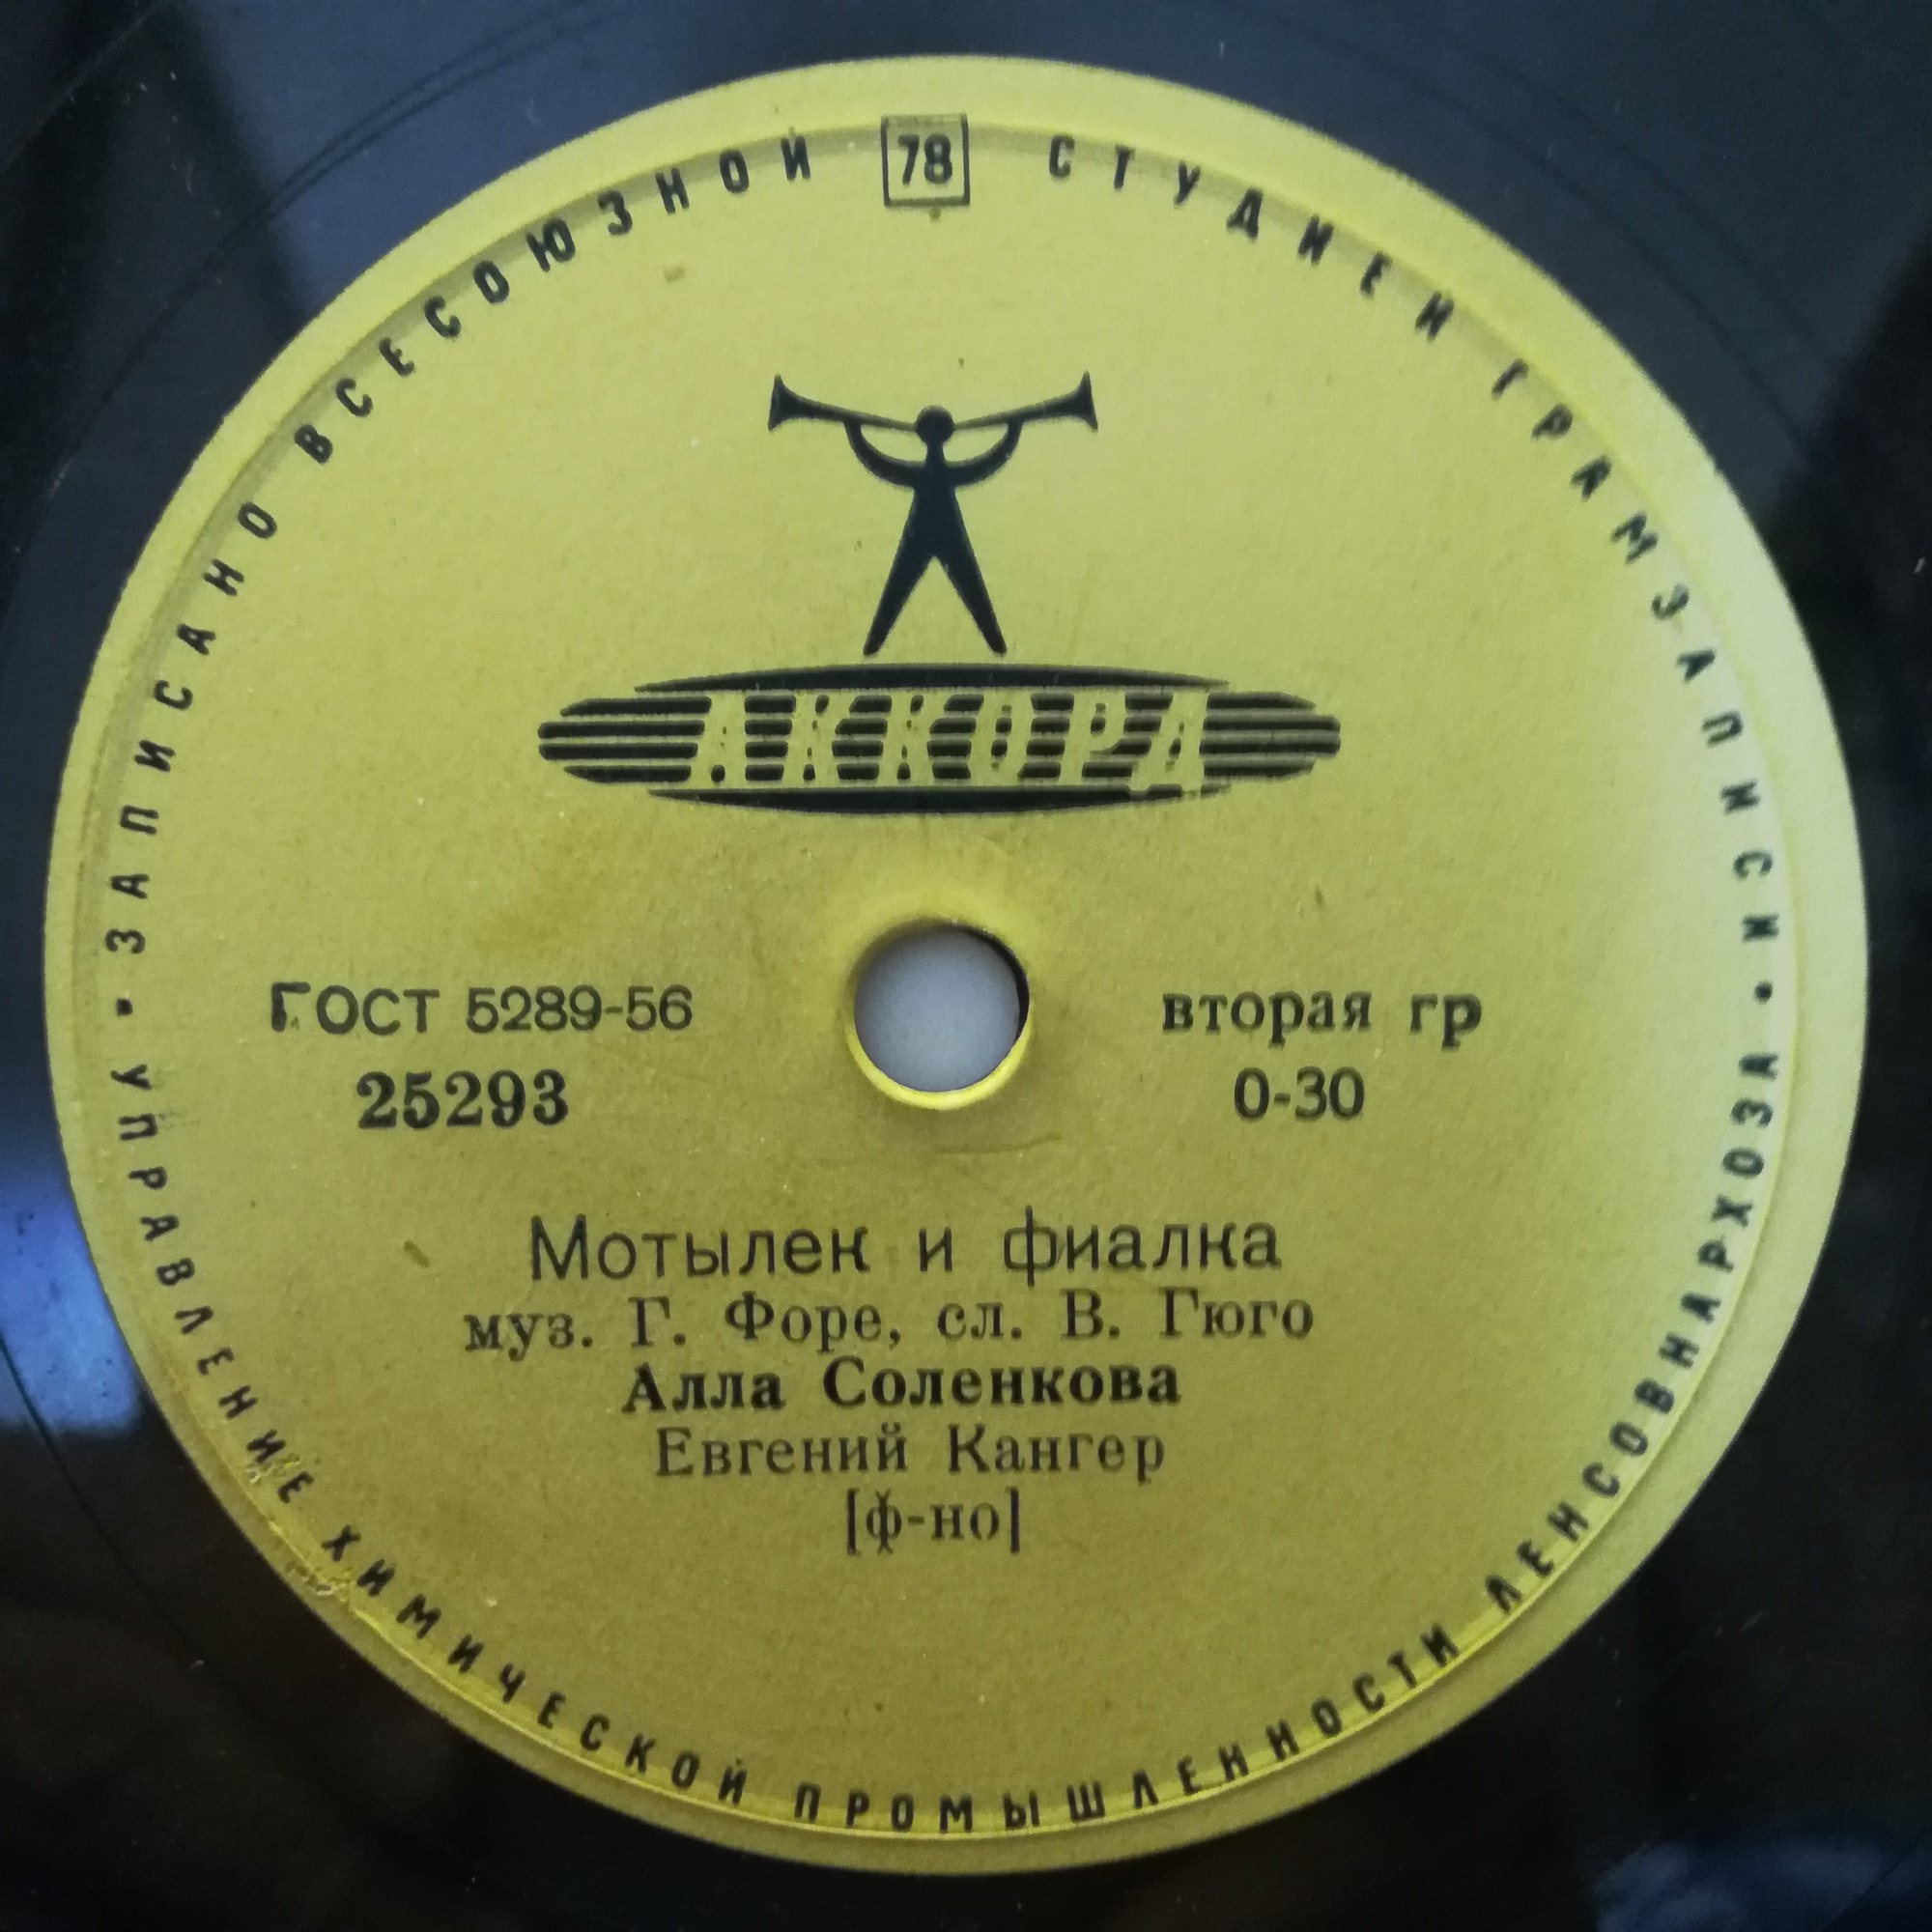 ЗАПИСАНО ВСЕСОЮЗНОЙ 78 СТУДИЕЙ ГРАМЗАПИСИ
АККОРД
ГОСТ 5289-56 вторая гр
25293 0-30
Мотылек и фиалка
муз. Г. Форе, сл. В. Гюго
Алла Соленкова
Евгений Кангер
[ф-но]
• УПРАВЛЕНИЕ ХИМИЧЕСКОЙ ПРОМЫШЛЕННОСТИ ЛЕНСОВНАРХОЗА •